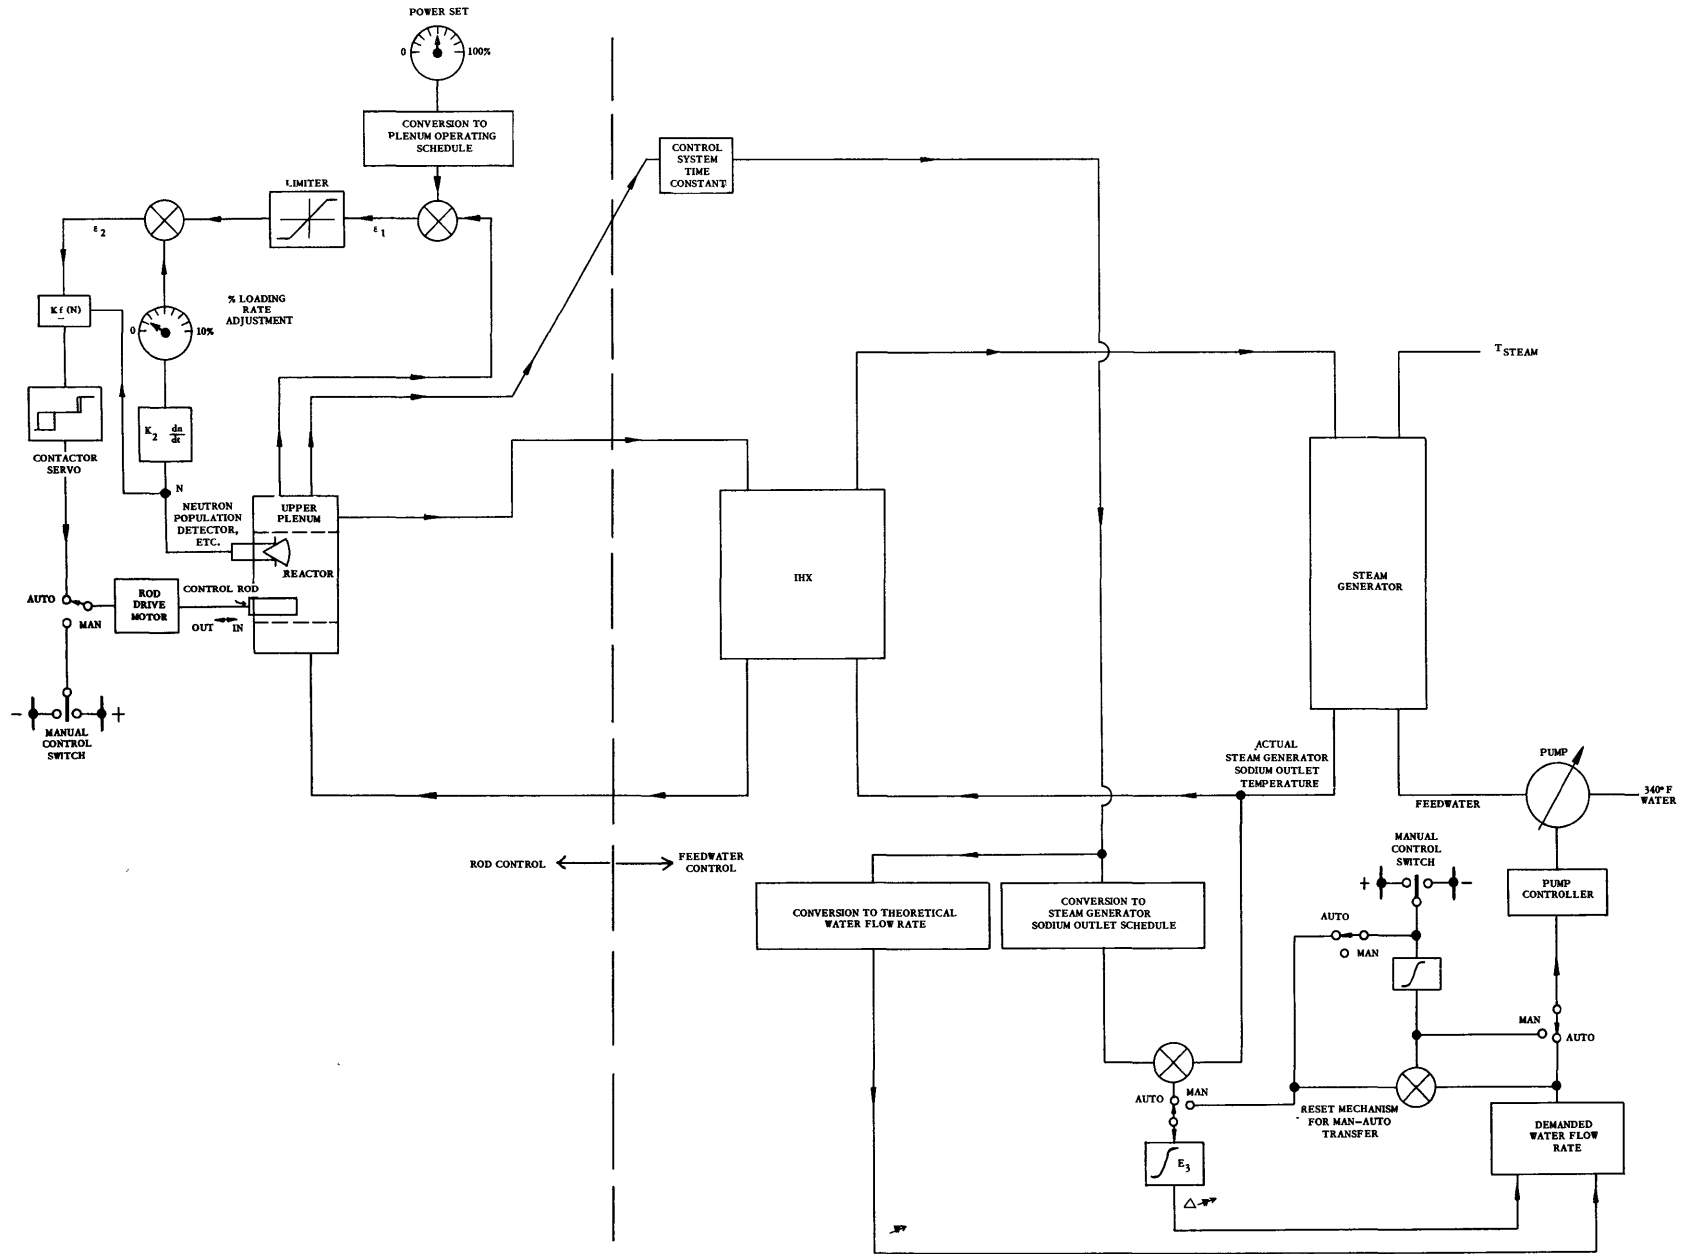 POWER SET
0
100%
CONVERSION TO
PLENUM OPERATING
SCHEDULE
LIMITER
ε2
ε1
CONTROL
SYSTEM
TIME
CONSTANT
K f (N)
% LOADING
RATE
ADJUSTMENT
0
10%
K2 dn
dt
CONTACTOR
SERVO
N
NEUTRON
POPULATION
DETECTOR,
ETC.
UPPER
PLENUM
REACTOR
CONTROL ROD
AUTO
MAN
ROD
DRIVE
MOTOR
OUT
IN
- +
MANUAL
CONTROL
SWITCH
IHX
T STEAM
STEAM
GENERATOR
ACTUAL
STEAM GENERATOR
SODIUM OUTLET
TEMPERATURE
PUMP
FEEDWATER
340°F
WATER
ROD CONTROL
FEEDWATER
CONTROL
MANUAL
CONTROL
SWITCH
+ -
PUMP
CONTROLLER
CONVERSION TO THEORETICAL
WATER FLOW RATE
CONVERSION TO
STEAM GENERATOR
SODIUM OUTLET SCHEDULE
AUTO
MAN
MAN
AUTO
AUTO
MAN
RESET MECHANISM
FOR MAN–AUTO
TRANSFER
DEMANDED
WATER FLOW
RATE
∫ E3
Δ